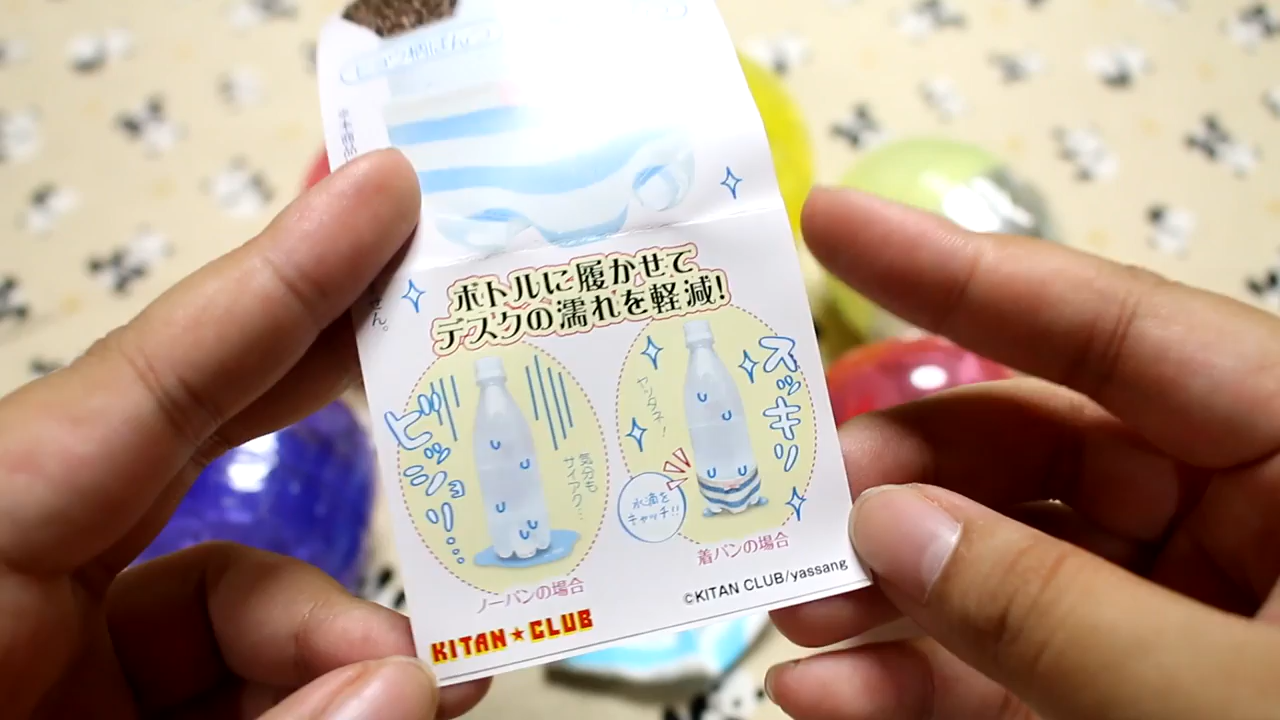 ボトルに履かせて
デスクの濡れを軽減!
ビッショリ…
気分も
サイアク…
ノーパンの場合
ヤッタネ!
スッキリ
水滴を
キャッチ!!
着パンの場合
©KITAN CLUB/yassang
KITAN★CLUB